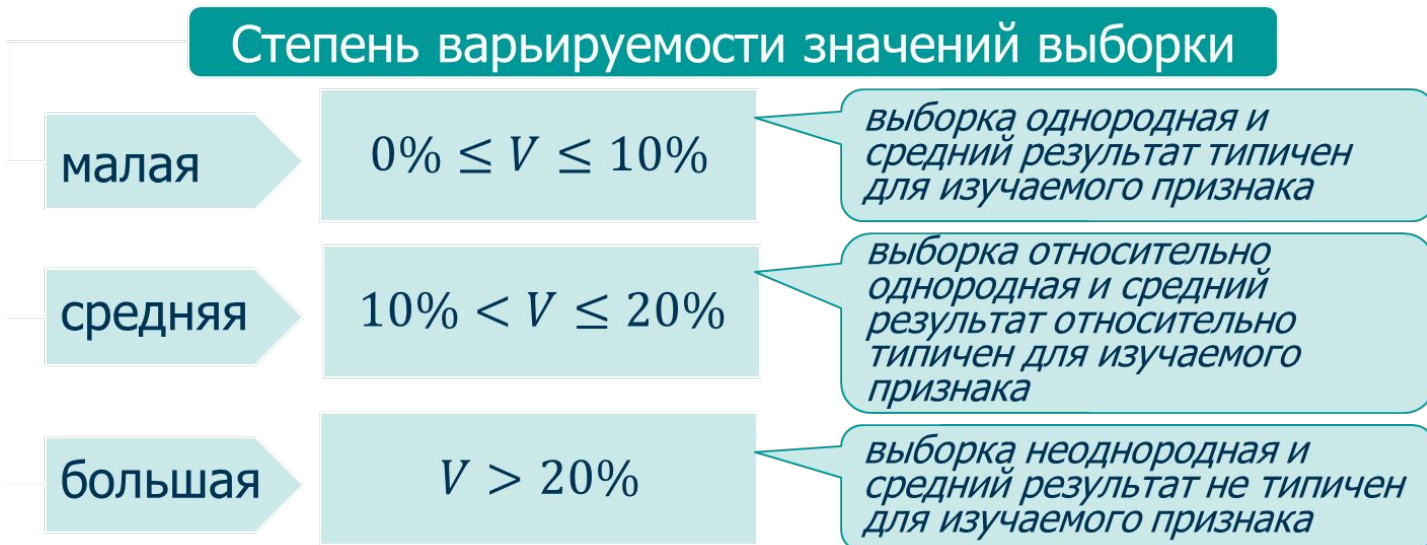 Степень варьируемости значений выборки
малая
0% ≤ V ≤ 10%
выборка однородная и
средний результат типичен
для изучаемого признака
средняя
10% < V ≤ 20%
выборка относительно
однородная и средний
результат относительно
типичен для изучаемого
признака
большая
V > 20%
выборка неоднородная и
средний результат не типичен
для изучаемого признака